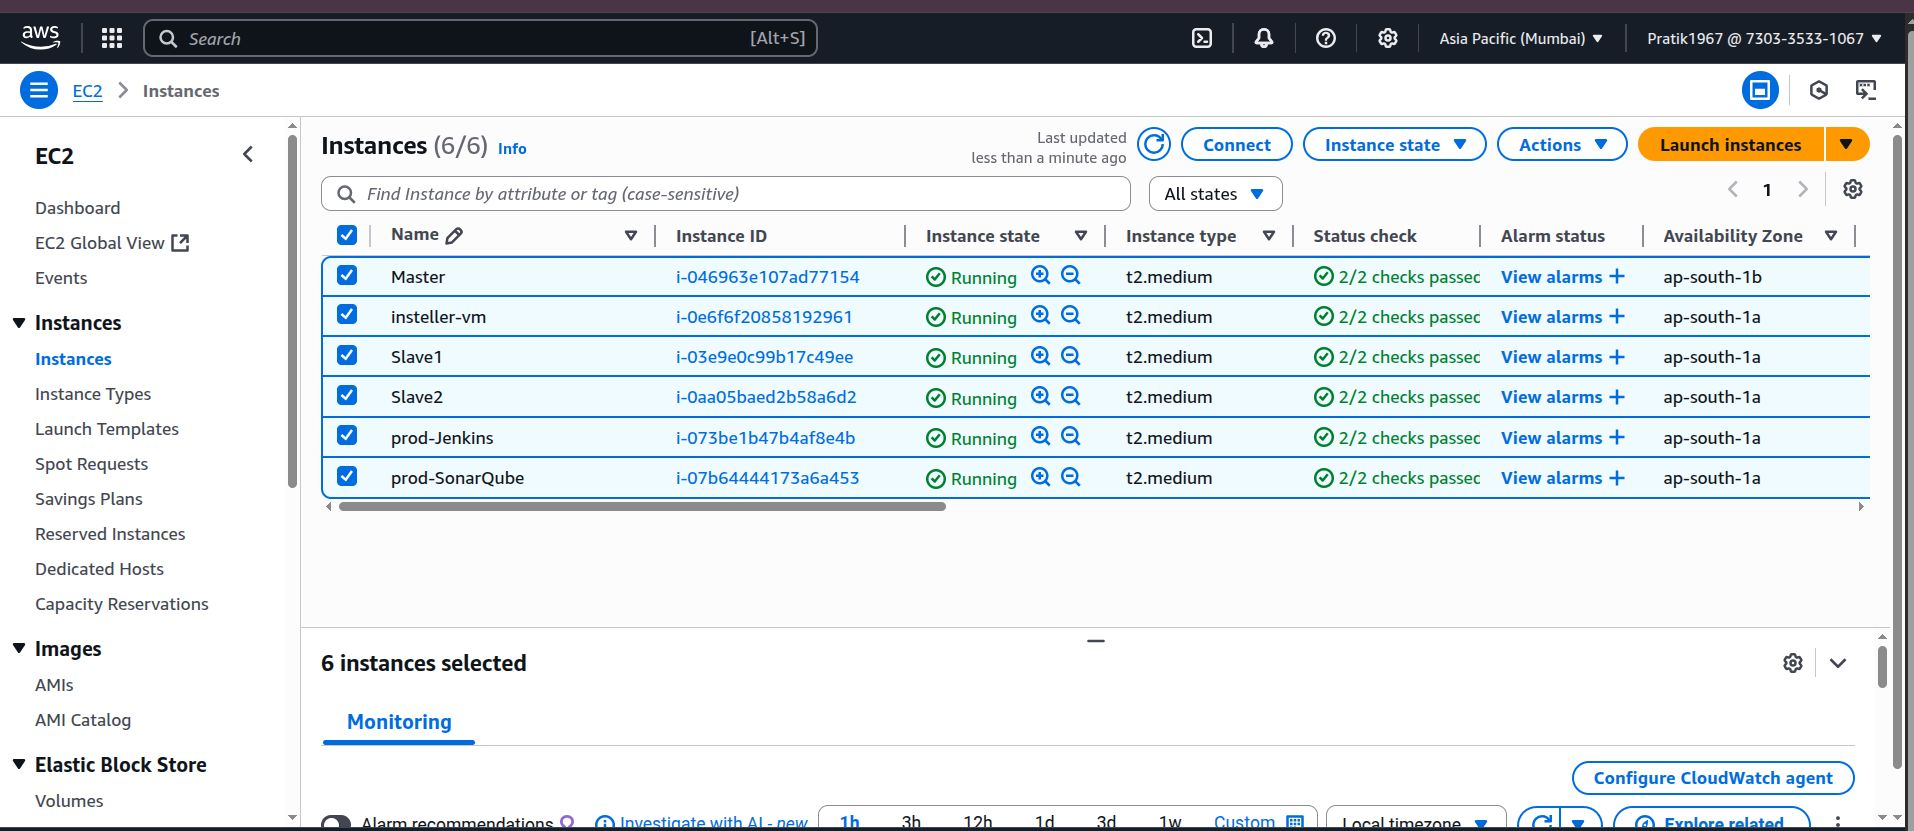 aws
Search [Alt+S]
Asia Pacific (Mumbai)
Pratik1967 @ 7303-3533-1067
EC2
Instances
EC2
Dashboard
EC2 Global View
Events
Instances
Instances
Instance Types
Launch Templates
Spot Requests
Savings Plans
Reserved Instances
Dedicated Hosts
Capacity Reservations
Images
AMIs
AMI Catalog
Elastic Block Store
Volumes
Instances (6/6) Info
Last updated
less than a minute ago
Connect
Instance state
Actions
Launch instances
Find Instance by attribute or tag (case-sensitive)
All states
1
Name Instance ID Instance state Instance type Status check Alarm status Availability Zone
Master i-046963e107ad77154 Running t2.medium 2/2 checks passed View alarms + ap-south-1b
insteller-vm i-0e6f6f20858192961 Running t2.medium 2/2 checks passed View alarms + ap-south-1a
Slave1 i-03e9e0c99b17c49ee Running t2.medium 2/2 checks passed View alarms + ap-south-1a
Slave2 i-0aa05baed2b58a6d2 Running t2.medium 2/2 checks passed View alarms + ap-south-1a
prod-Jenkins i-073be1b47b4af8e4b Running t2.medium 2/2 checks passed View alarms + ap-south-1a
prod-SonarQube i-07b64444173a6a453 Running t2.medium 2/2 checks passed View alarms + ap-south-1a
6 instances selected
Monitoring
Configure CloudWatch agent
Alarm recommendations
Investigate with AI - new
1h 3h 12h 1d 3d 1w Custom
Local timezone
Explore related